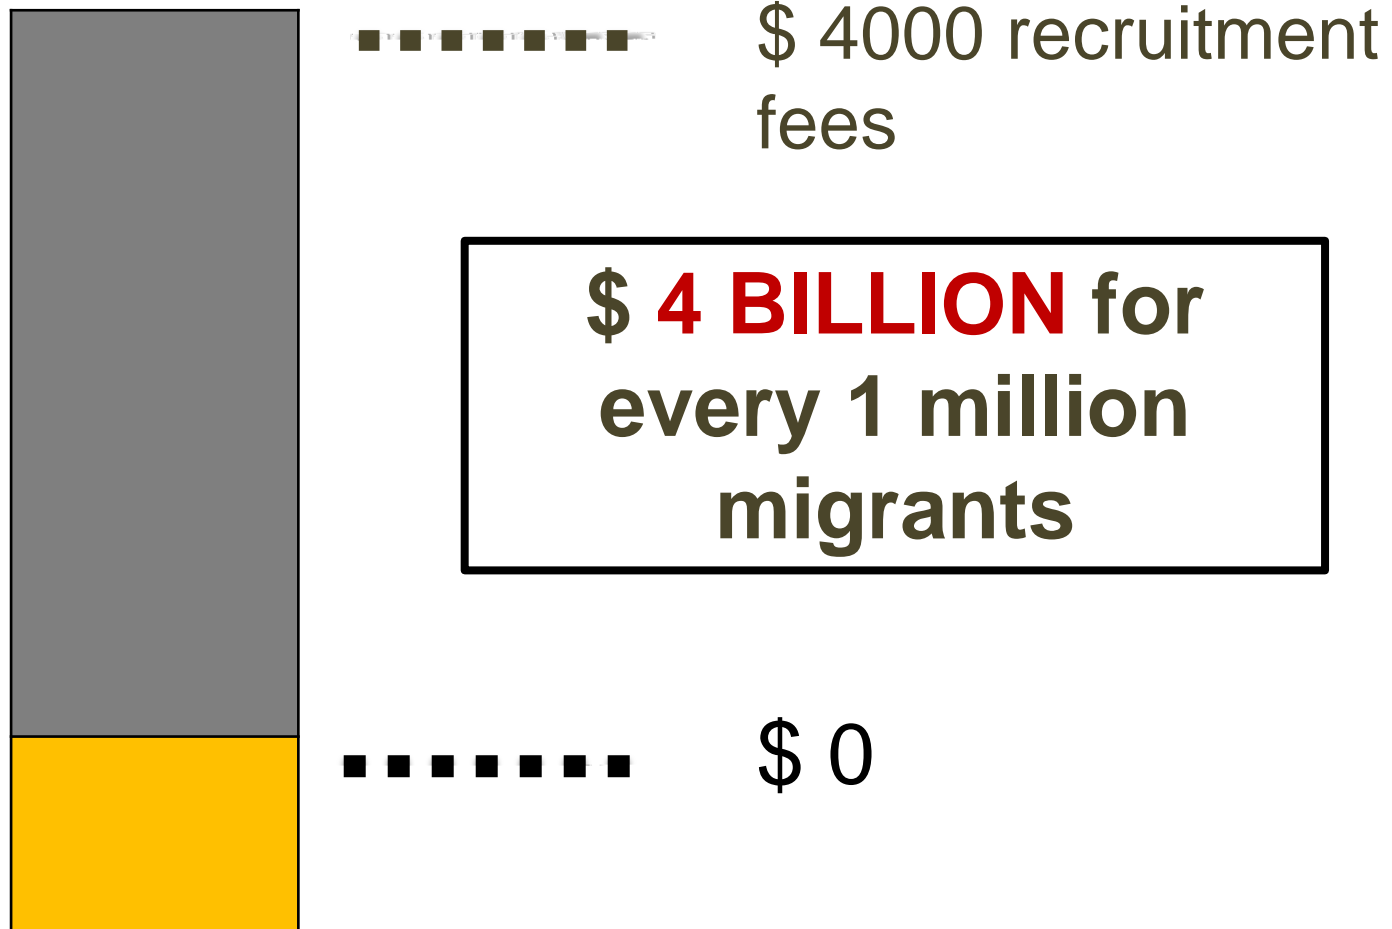 $ 4000 recruitment
fees
$ 4 BILLION for
every 1 million
migrants
$ 0